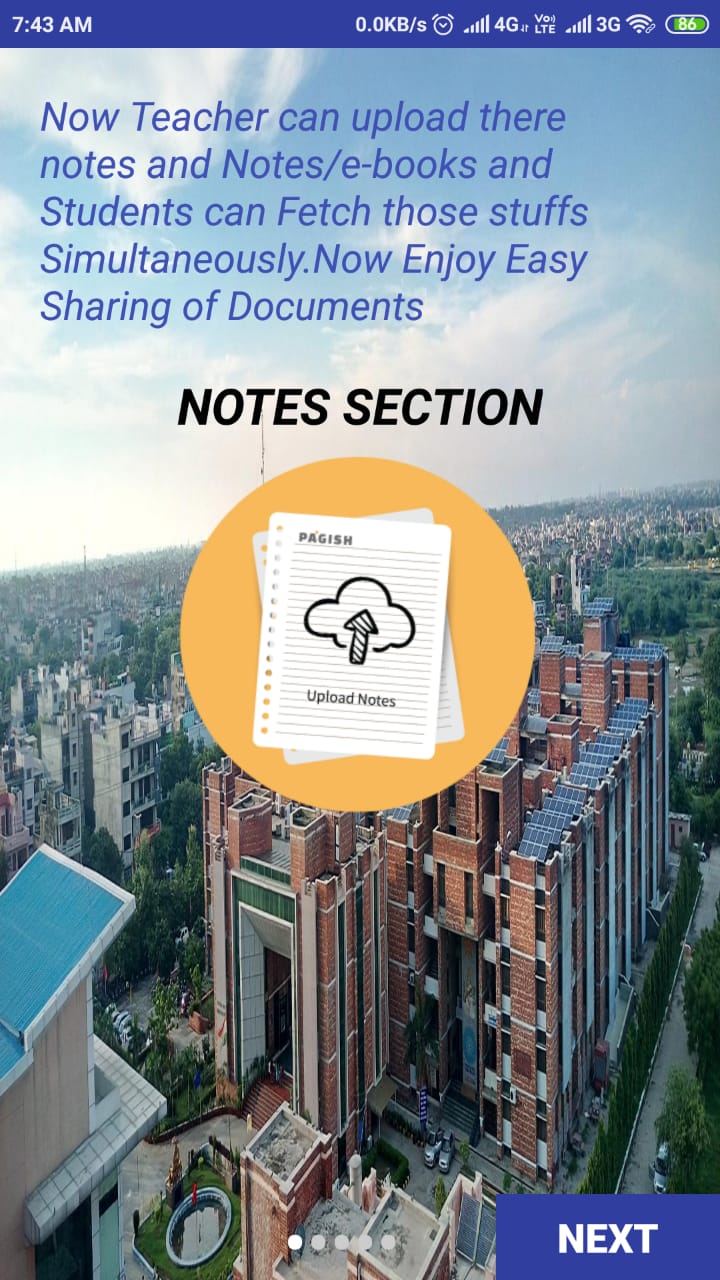 7:43 AM 0.0KB/s 4G Vo) LTE 3G 86
Now Teacher can upload there
notes and Notes/e-books and
Students can Fetch those stuffs
Simultaneously.Now Enjoy Easy
Sharing of Documents
NOTES SECTION
PAGISH
Upload Notes
NEXT